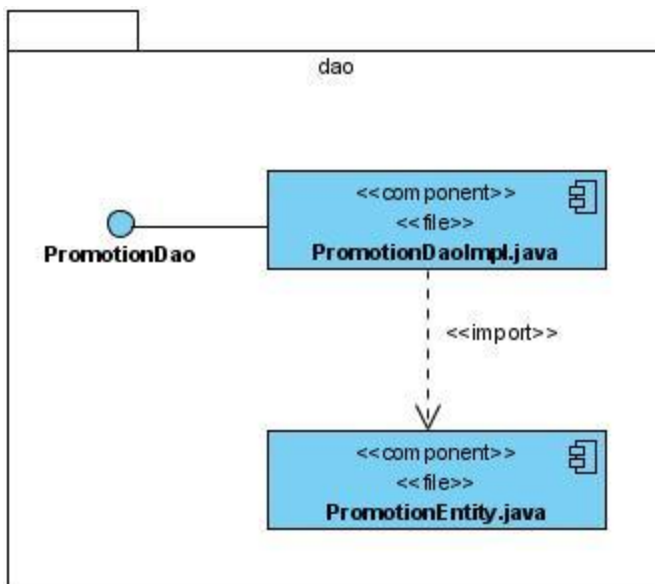 dao
<<component>>
<<file>>
PromotionDaoImpl.java
PromotionDao
<<import>>
<<component>>
<<file>>
PromotionEntity.java